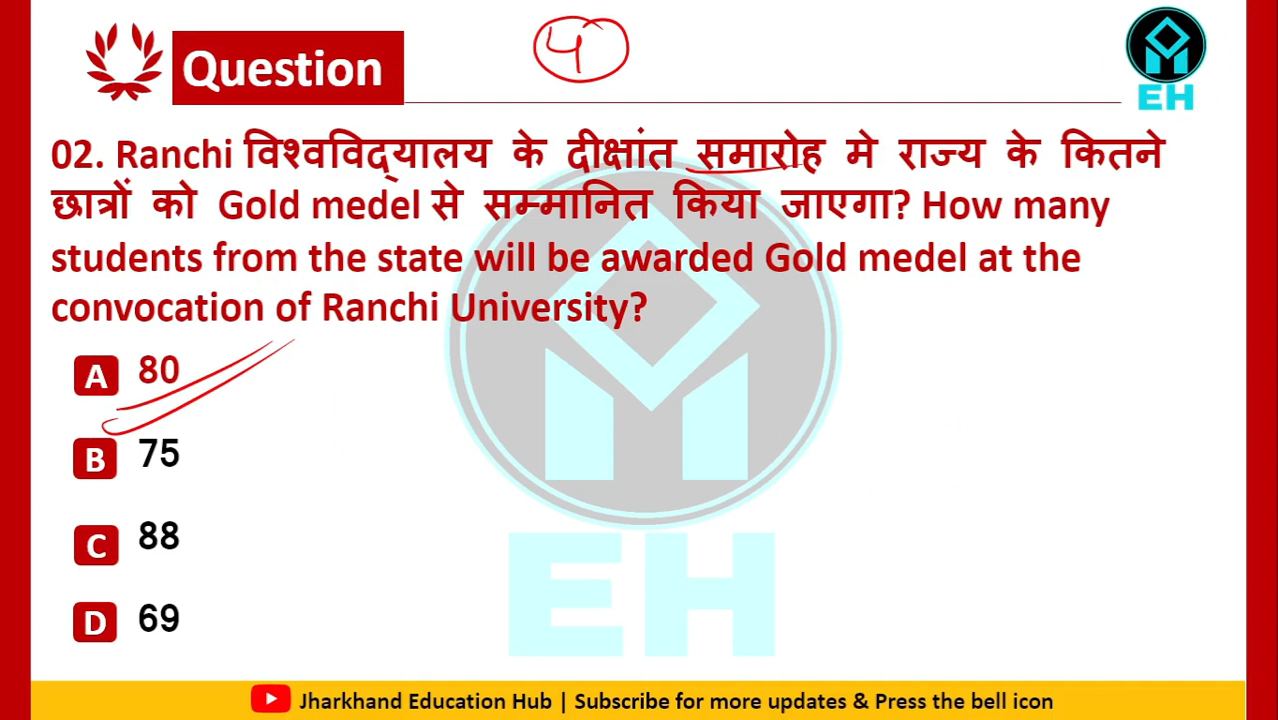 Question
4
EH
02. Ranchi विश्वविद्यालय के दीक्षांत समारोह मे राज्य के कितने
छात्रों को Gold medel से सम्मानित किया जाएगा? How many
students from the state will be awarded Gold medel at the
convocation of Ranchi University?
A 80
B 75
C 88
D 69
EH
Jharkhand Education Hub | Subscribe for more updates & Press the bell icon